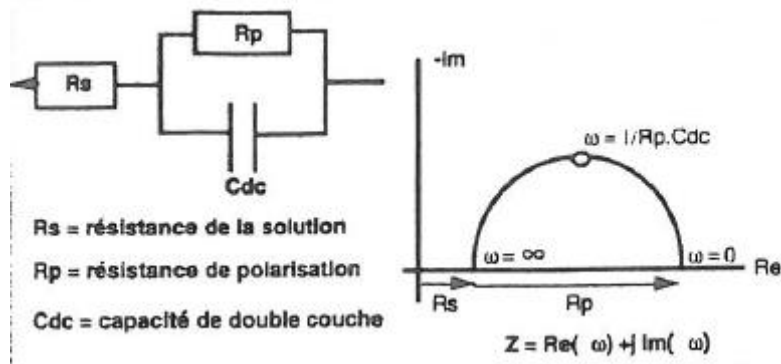 Rp
Rs
Cdc
Rs = résistance de la solution
Rp = résistance de polarisation
Cdc = capacité de double couche
-Im
ω = 1/Rp.Cdc
ω = ∞
ω = 0
Re
Rs
Rp
Z = Re( ω) +j Im( ω)